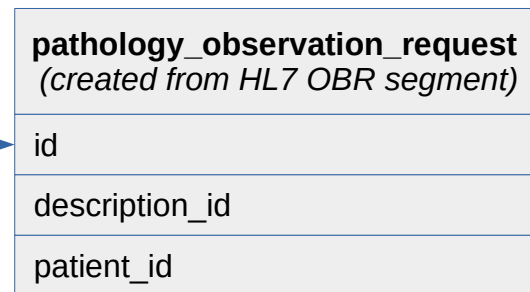 pathology_observation_request
(created from HL7 OBR segment)
id
description_id
patient_id